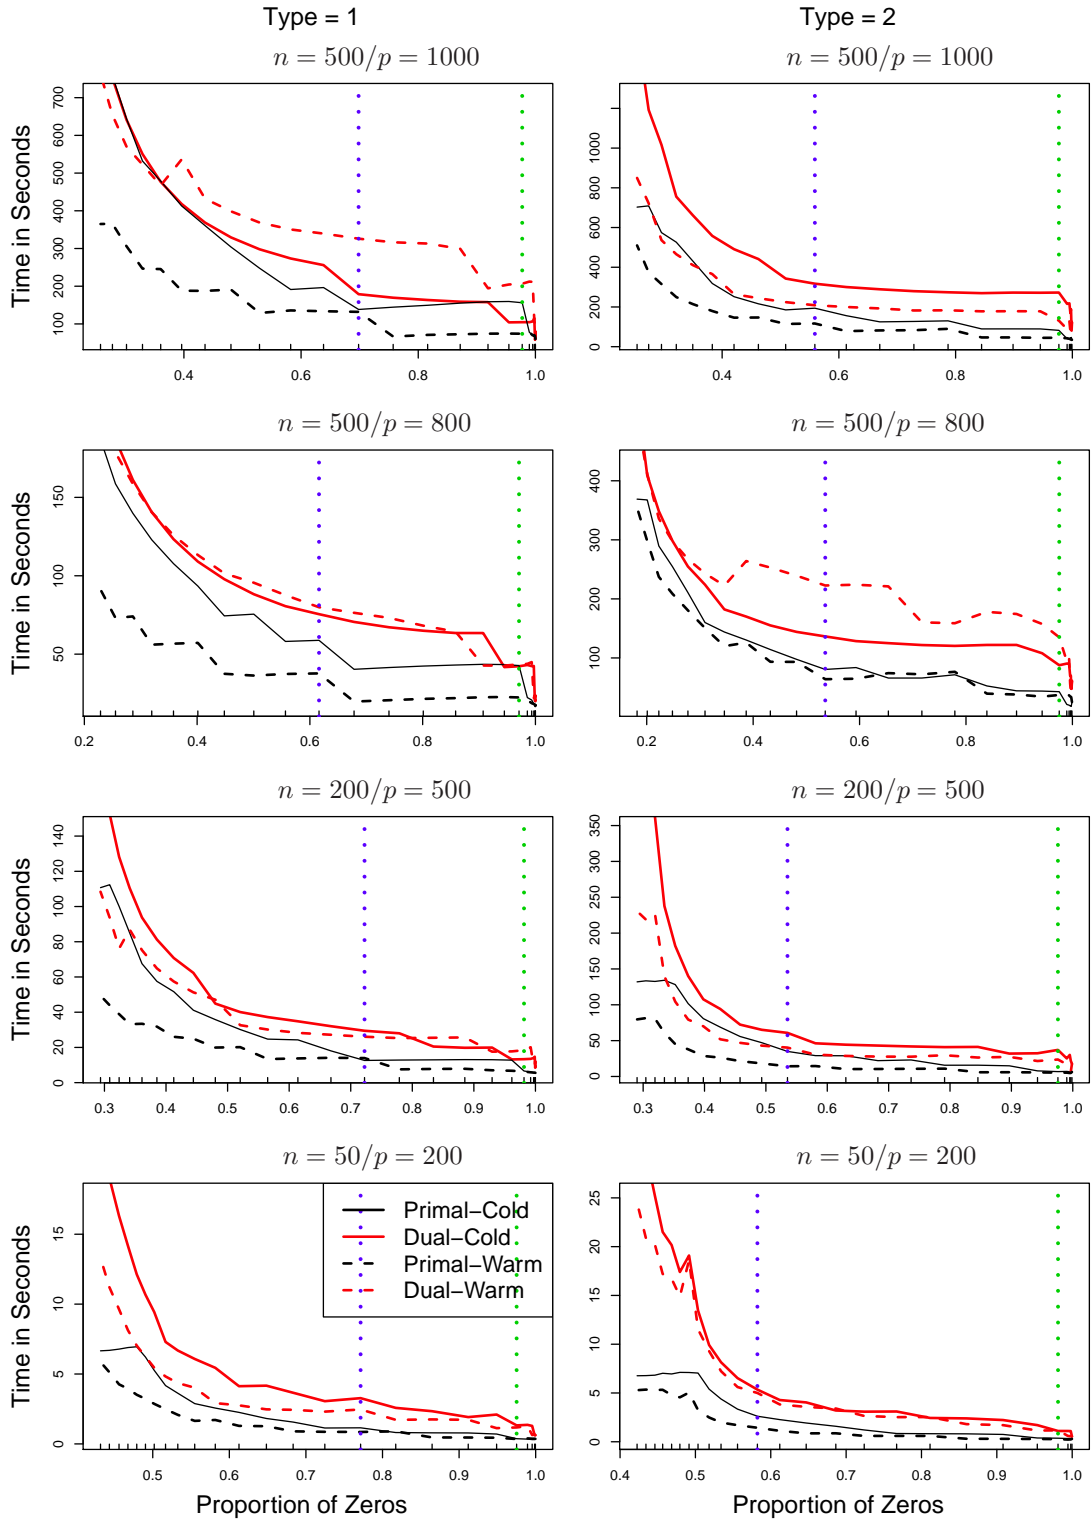 Type = 1
Type = 2
n = 500/p = 1000
n = 500/p = 1000
Time in Seconds
100 200 300 400 500 600 700
0.4 0.6 0.8 1.0
0 200 400 600 800 1000
0.4 0.6 0.8 1.0
n = 500/p = 800
n = 500/p = 800
Time in Seconds
50 100 150
0.2 0.4 0.6 0.8 1.0
100 200 300 400
0.2 0.4 0.6 0.8 1.0
n = 200/p = 500
n = 200/p = 500
Time in Seconds
0 20 40 60 80 100 120 140
0.3 0.4 0.5 0.6 0.7 0.8 0.9 1.0
0 50 100 150 200 250 300 350
0.3 0.4 0.5 0.6 0.7 0.8 0.9 1.0
n = 50/p = 200
n = 50/p = 200
Time in Seconds
0 5 10 15
Primal−Cold
Dual−Cold
Primal−Warm
Dual−Warm
0.5 0.6 0.7 0.8 0.9 1.0
0 5 10 15 20 25
0.4 0.5 0.6 0.7 0.8 0.9 1.0
Proportion of Zeros
Proportion of Zeros